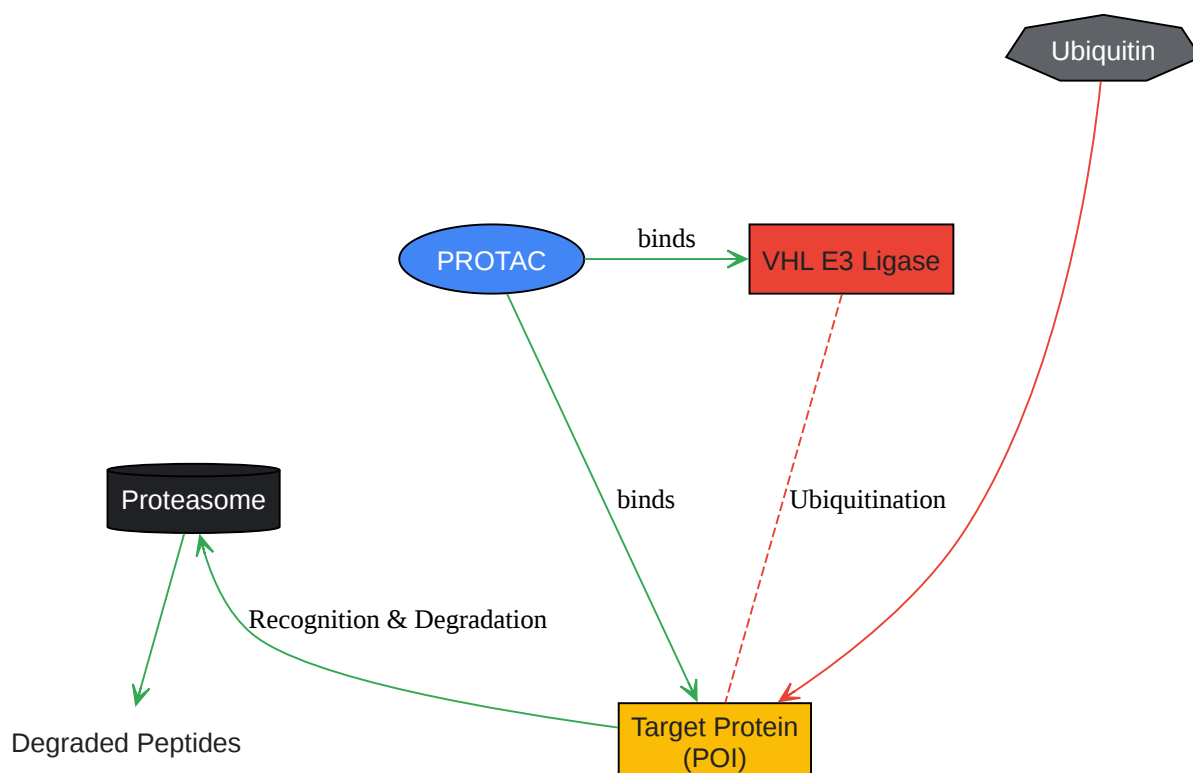 Ubiquitin
binds
PROTAC
VHL E3 Ligase
Proteasome
binds
Ubiquitination
Recognition & Degradation
Degraded Peptides
Target Protein
(POI)